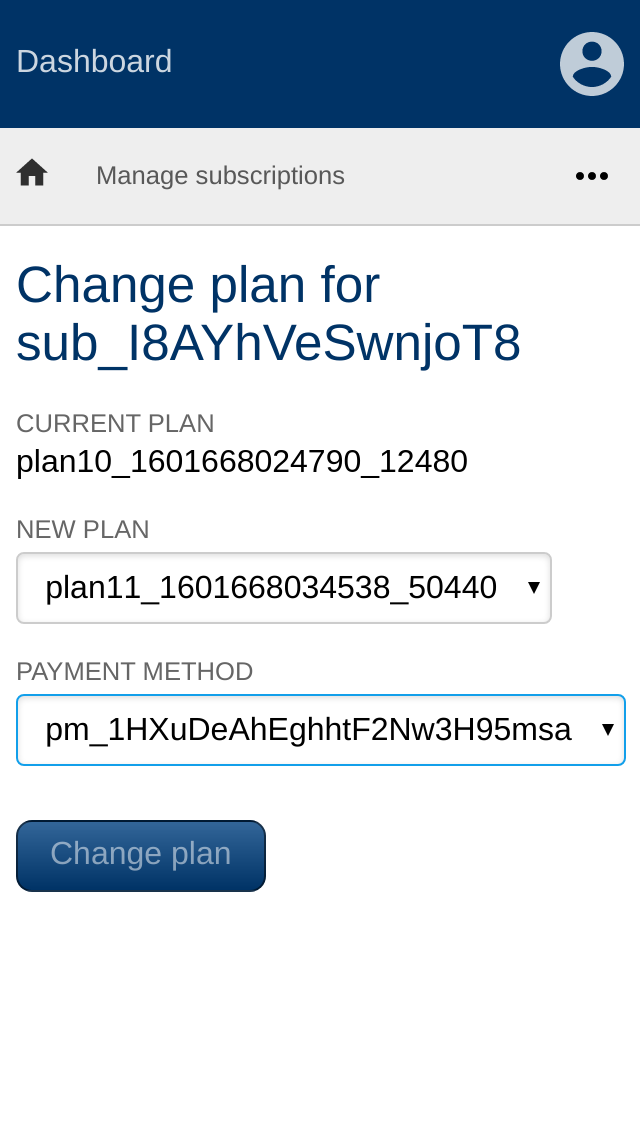 Dashboard
Manage subscriptions
Change plan for
sub_I8AYhVeSwnjoT8
CURRENT PLAN
plan10_1601668024790_12480
NEW PLAN
plan11_1601668034538_50440
PAYMENT METHOD
pm_1HXuDeAhEghhtF2Nw3H95msa
Change plan